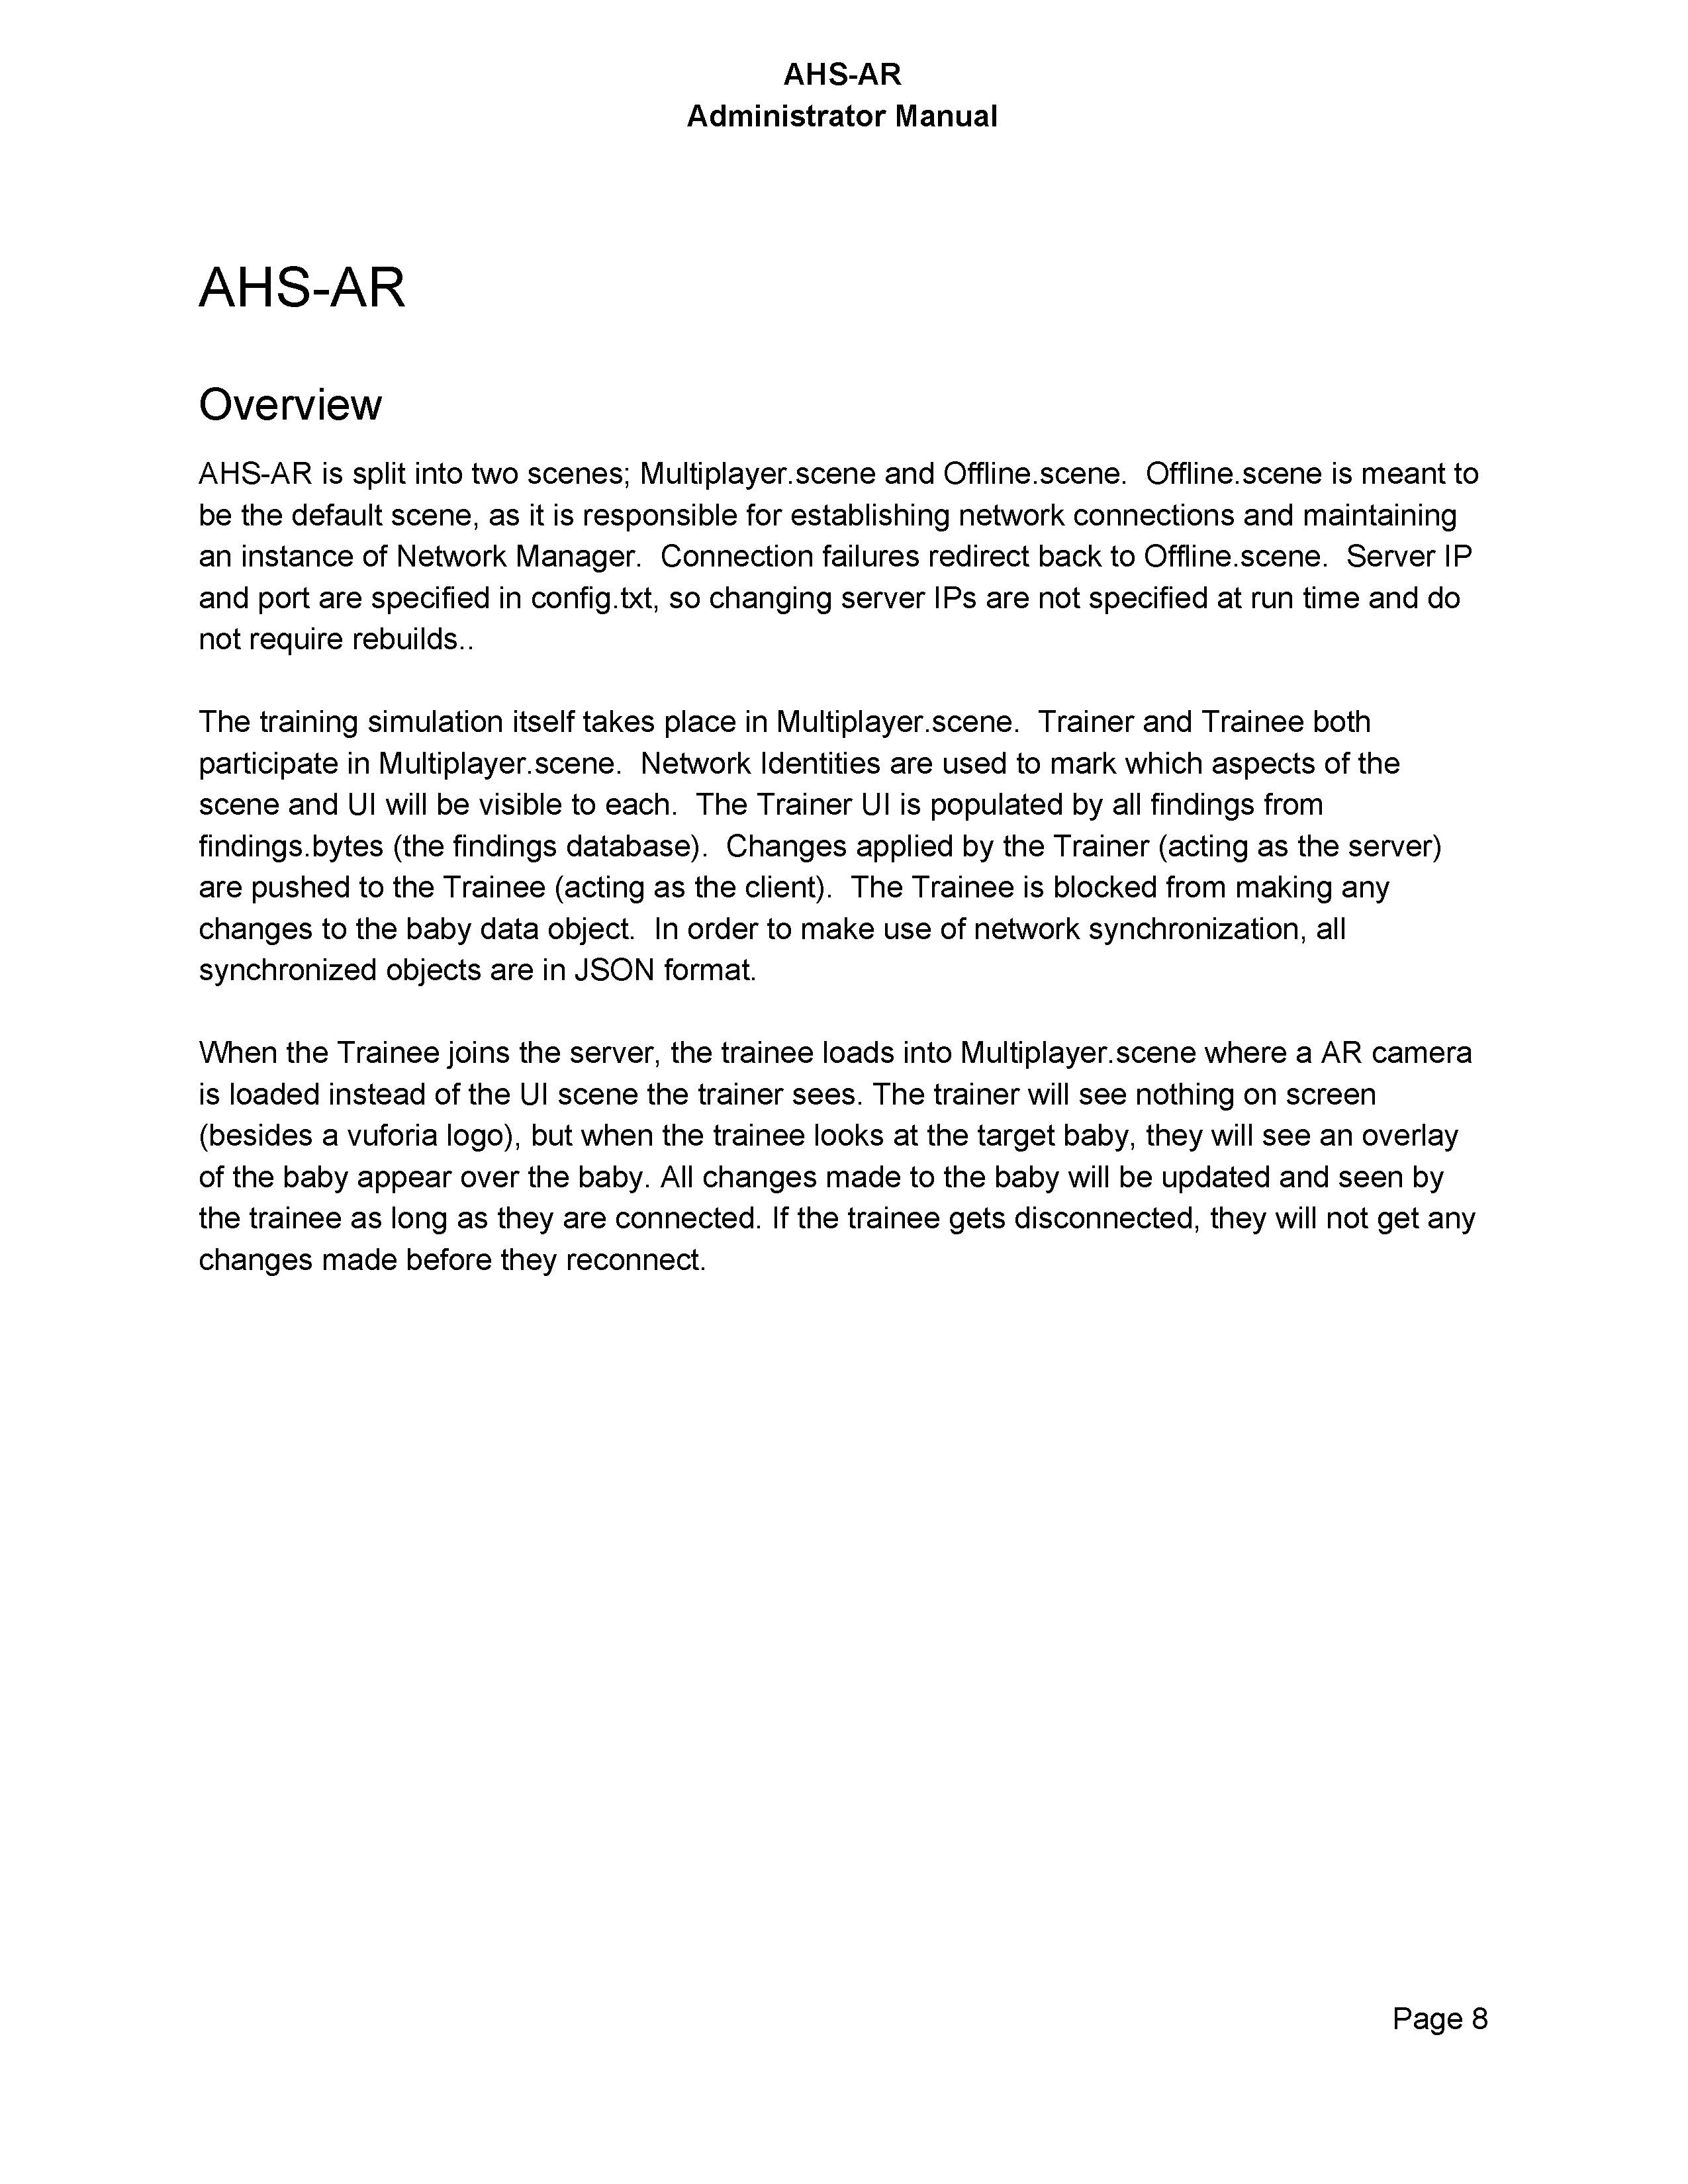 AHS-AR
Administrator Manual
AHS-AR
Overview
AHS-AR is split into two scenes; Multiplayer.scene and Offline.scene.  Offline.scene is meant to
be the default scene, as it is responsible for establishing network connections and maintaining
an instance of Network Manager.  Connection failures redirect back to Offline.scene.  Server IP
and port are specified in config.txt, so changing server IPs are not specified at run time and do
not require rebuilds..
The training simulation itself takes place in Multiplayer.scene.  Trainer and Trainee both
participate in Multiplayer.scene.  Network Identities are used to mark which aspects of the
scene and UI will be visible to each.  The Trainer UI is populated by all findings from
findings.bytes (the findings database).  Changes applied by the Trainer (acting as the server)
are pushed to the Trainee (acting as the client).  The Trainee is blocked from making any
changes to the baby data object.  In order to make use of network synchronization, all
synchronized objects are in JSON format.
When the Trainee joins the server, the trainee loads into Multiplayer.scene where a AR camera
is loaded instead of the UI scene the trainer sees. The trainer will see nothing on screen
(besides a vuforia logo), but when the trainee looks at the target baby, they will see an overlay
of the baby appear over the baby. All changes made to the baby will be updated and seen by
the trainee as long as they are connected. If the trainee gets disconnected, they will not get any
changes made before they reconnect.
Page 8